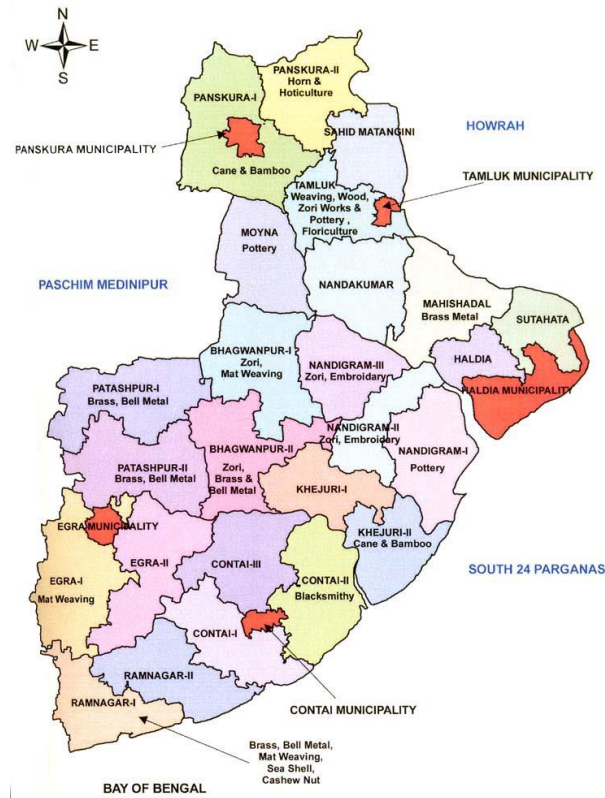 N
W E
S
PANSKURA-II
Horn &
Hoticulture
PANSKURA-I
SAHID MATANGINI
HOWRAH
PANSKURA MUNICIPALITY
Cane & Bamboo
TAMLUK
Weaving, Wood,
Zori Works &
Pottery ,
Floriculture
TAMLUK MUNICIPALITY
MOYNA
Pottery
PASCHIM MEDINIPUR
NANDAKUMAR
MAHISHADAL
Brass Metal
SUTAHATA
BHAGWANPUR-I
Zori,
Mat Weaving
NANDIGRAM-III
Zori, Embroidary
HALDIA
HALDIA MUNICIPALITY
PATASHPUR-I
Brass, Bell Metal
NANDIGRAM-II
Zori, Embroidary
BHAGWANPUR-II
Zori,
Brass &
Bell Metal
NANDIGRAM-I
Pottery
PATASHPUR-II
Brass, Bell Metal
KHEJURI-I
EGRA MUNICIPALITY
KHEJURI-II
Cane & Bamboo
EGRA-II
CONTAI-III
SOUTH 24 PARGANAS
EGRA-I
Mat Weaving
CONTAI-II
Blacksmithy
CONTAI-I
RAMNAGAR-II
RAMNAGAR-I
CONTAI MUNICIPALITY
Brass, Bell Metal,
Mat Weaving,
Sea Shell,
Cashew Nut
BAY OF BENGAL